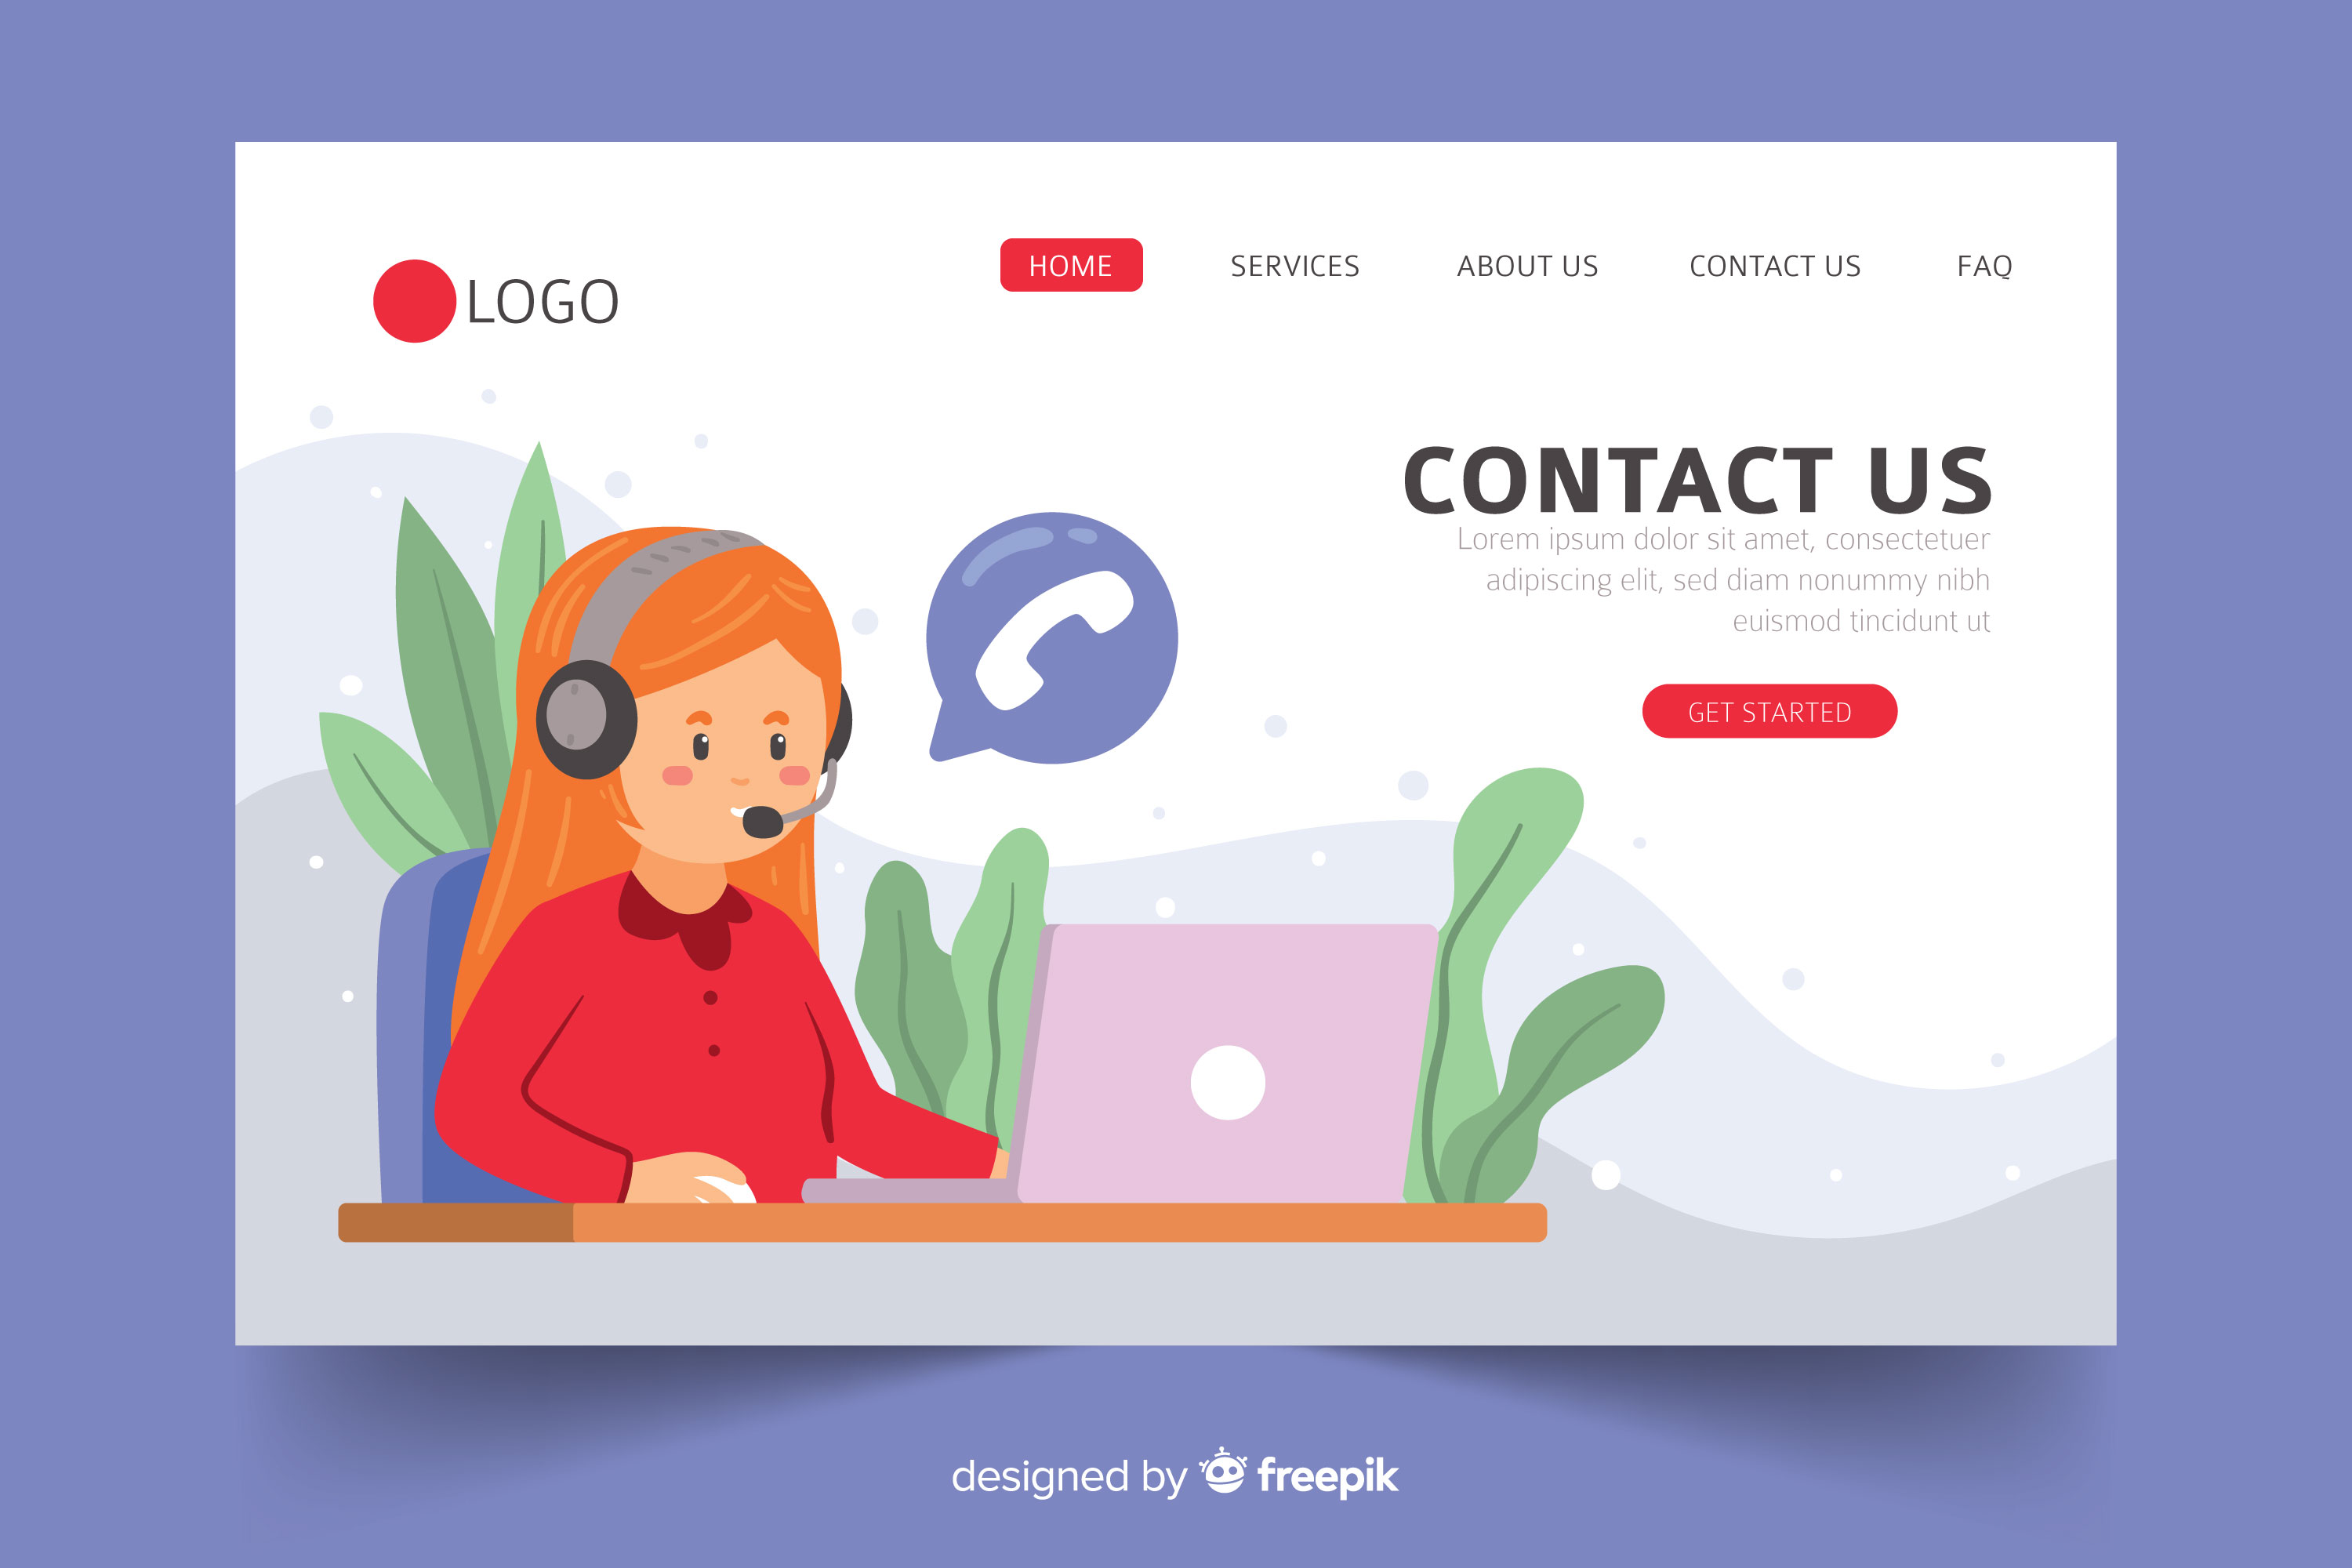 LOGO
HOME SERVICES ABOUT US CONTACT US FAQ
CONTACT US
Lorem ipsum dolor sit amet, consectetuer
adipiscing elit, sed diam nonummy nibh
euismod tincidunt ut
GET STARTED
designed by freepik